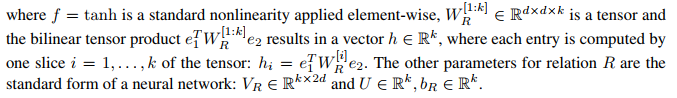 where f = tanh is a standard nonlinearity applied element-wise, W_R^{[1:k]} ∈ R^{d×d×k} is a tensor and
the bilinear tensor product e_1^T W_R^{[1:k]} e_2 results in a vector h ∈ R^k, where each entry is computed by
one slice i = 1, . . . , k of the tensor: h_i = e_1^T W_R^{[i]} e_2. The other parameters for relation R are the
standard form of a neural network: V_R ∈ R^{k×2d} and U ∈ R^k, b_R ∈ R^k.